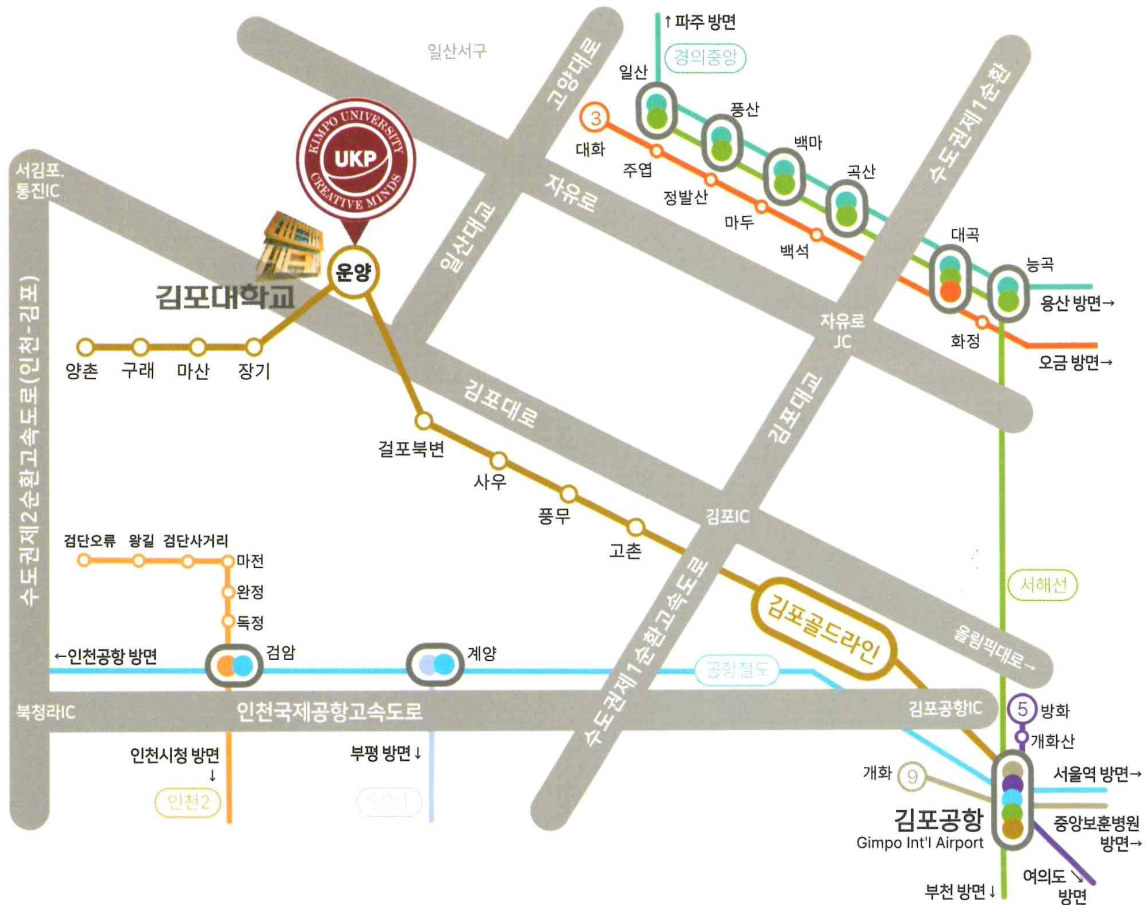 ↑ 파주 방면
일산서구
경의중앙
고양대로
일산
수도권제1순환
풍산
3
대화
백마
KIMPO UNIVERSITY
UKP
CREATIVE MINDS
주엽
곡산
서김포.
통진IC
정발산
자유로
마두
일산대교
백석
대곡
능곡
운양
김포대학교
용산 방면→
자유로
JC
화정
오금 방면→
양촌
구래
마산
장기
김포대로
김포대교
수도권제2순환고속도로(인천-김포)
걸포북변
사우
풍무
김포IC
고촌
검단오류
왕길
검단사거리
마전
완정
독정
서해선
김포골드라인
수도권제1순환고속도로
올림픽대로→
←인천공항 방면
검암
계양
공항철도
북청라IC
인천국제공항고속도로
김포공항IC
5
방화
개화산
인천시청 방면
↓
부평 방면↓
개화
9
서울역 방면→
인천2
김포공항
Gimpo Int'l Airport
중앙보훈병원
방면→
여의도 ↘
방면
부천 방면↓